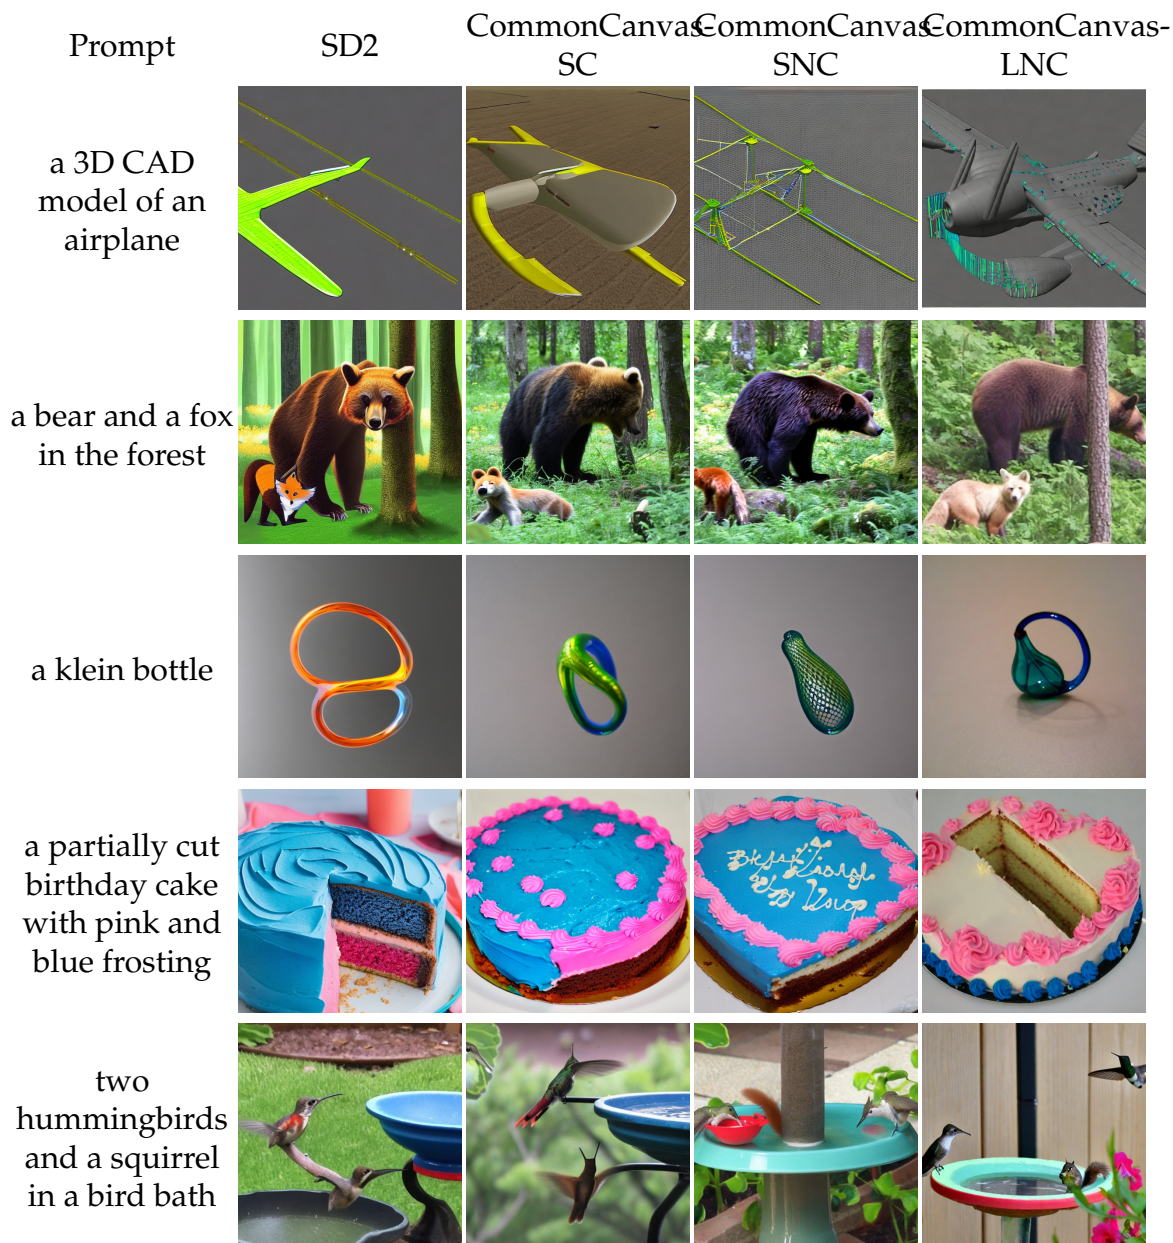 Prompt
SD2
CommonCanvas-
SC
CommonCanvas-
SNC
CommonCanvas-
LNC
a 3D CAD
model of an
airplane
a bear and a fox
in the forest
a klein bottle
a partially cut
birthday cake
with pink and
blue frosting
two
hummingbirds
and a squirrel
in a bird bath